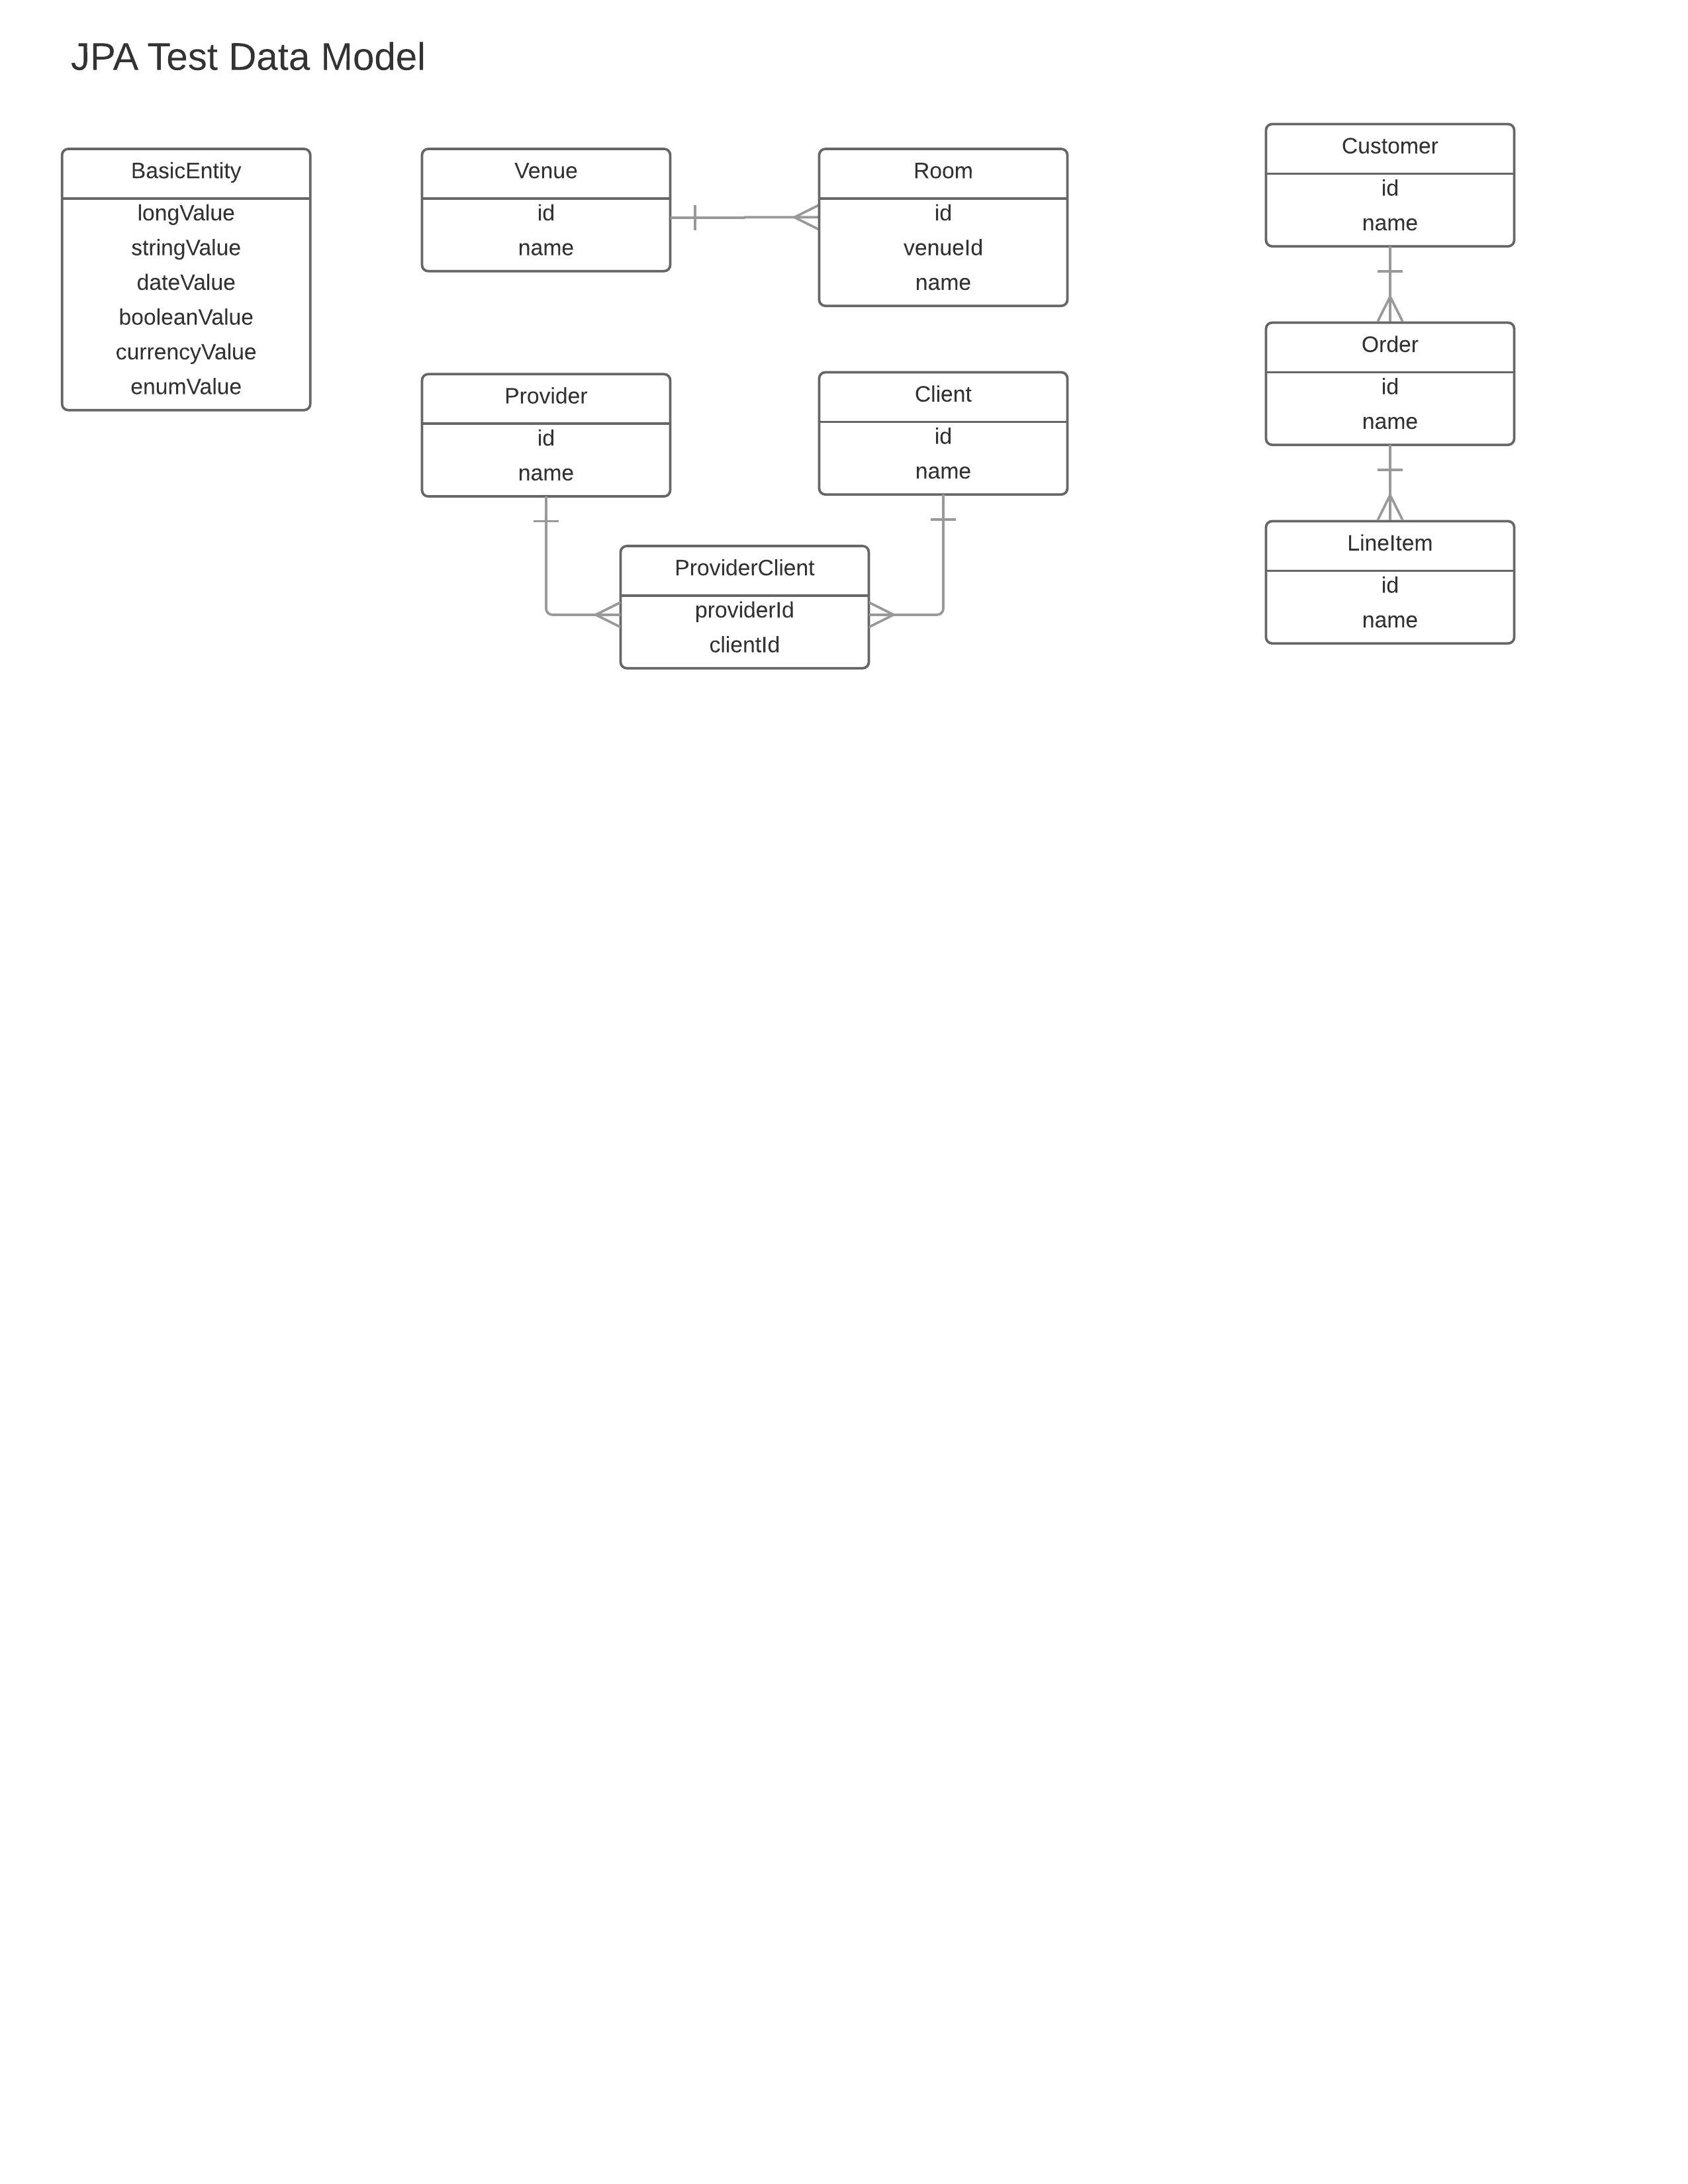 JPA Test Data Model
BasicEntity
longValue
stringValue
dateValue
booleanValue
currencyValue
enumValue
Venue
id
name
Room
id
venueId
name
Provider
id
name
Client
id
name
ProviderClient
providerId
clientId
Customer
id
name
Order
id
name
LineItem
id
name